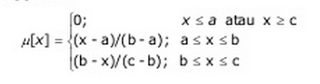 0; x ≤ a atau x ≥ c
μ[x] = (x - a)/(b - a); a ≤ x ≤ b
(b - x)/(c - b); b ≤ x ≤ c